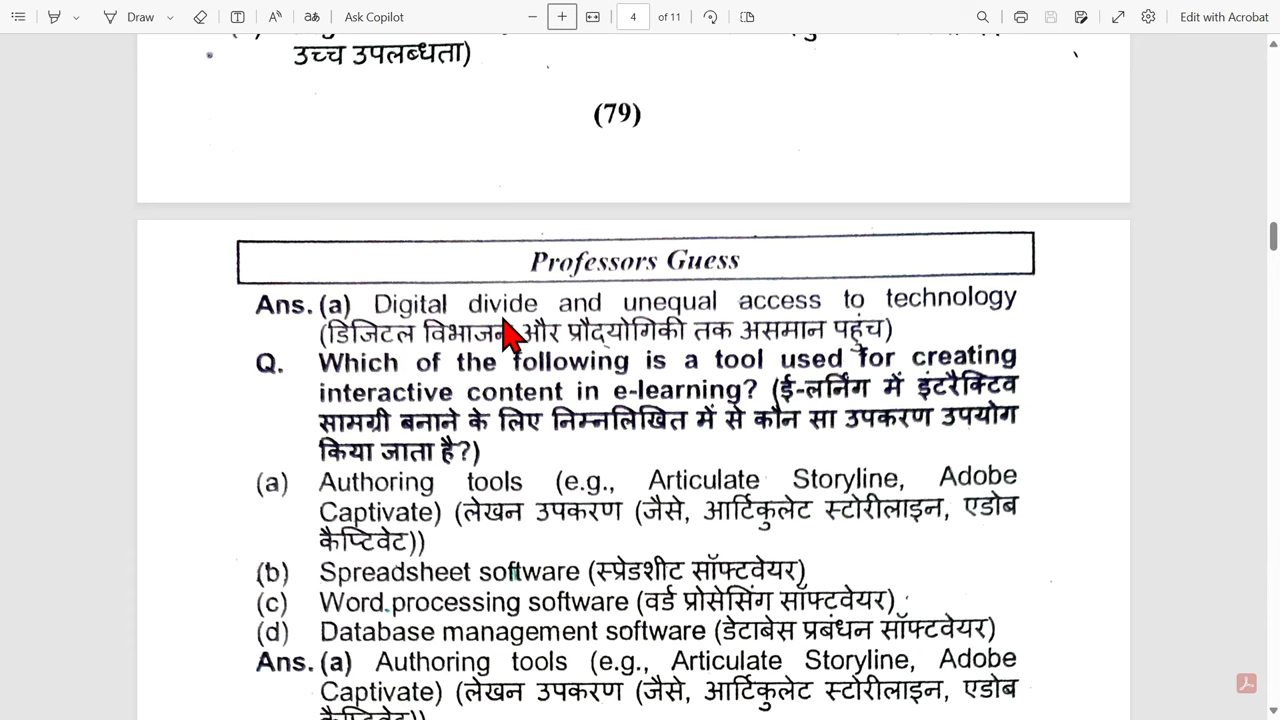 Draw
Ask Copilot
4 of 11
Edit with Acrobat
उच्च उपलब्धता)
(79)
Professors Guess
Ans. (a) Digital divide and unequal access to technology
(डिजिटल विभाजन और प्रौद्योगिकी तक असमान पहुंच)
Q. Which of the following is a tool used for creating
interactive content in e-learning? (ई-लर्निंग में इंटरैक्टिव
सामग्री बनाने के लिए निम्नलिखित में से कौन सा उपकरण उपयोग
किया जाता है?)
(a) Authoring tools (e.g., Articulate Storyline, Adobe
Captivate) (लेखन उपकरण (जैसे, आर्टिकुलेट स्टोरीलाइन, एडोब
कैप्टिवेट))
(b) Spreadsheet software (स्प्रेडशीट सॉफ्टवेयर)
(c) Word processing software (वर्ड प्रोसेसिंग सॉफ्टवेयर)
(d) Database management software (डेटाबेस प्रबंधन सॉफ्टवेयर)
Ans. (a) Authoring tools (e.g., Articulate Storyline, Adobe
Captivate) (लेखन उपकरण (जैसे, आर्टिकुलेट स्टोरीलाइन, एडोब
कैप्टिवेट))